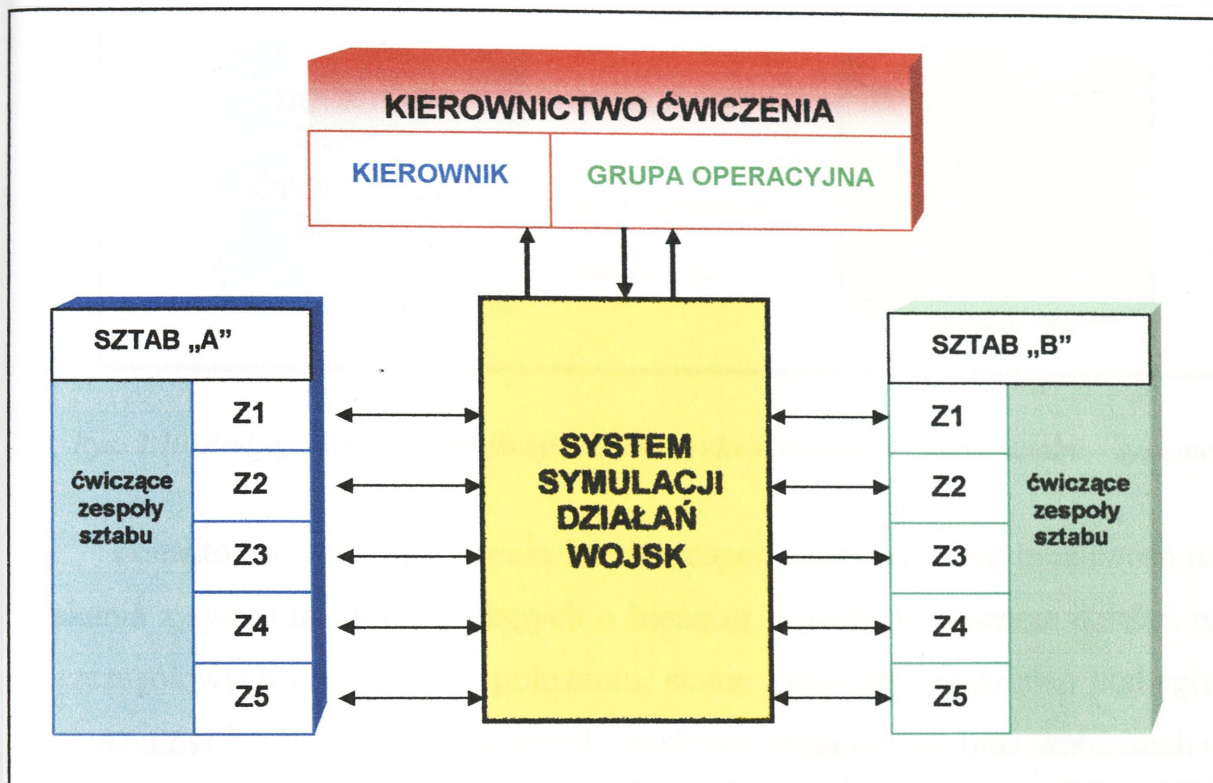 KIEROWNICTWO ĆWICZENIA
KIEROWNIK
GRUPA OPERACYJNA
SZTAB „A”
ćwiczące
zespoły
sztabu
Z1
Z2
Z3
Z4
Z5
SYSTEM
SYMULACJI
DZIAŁAŃ
WOJSK
SZTAB „B”
Z1
Z2
Z3
Z4
Z5
ćwiczące
zespoły
sztabu